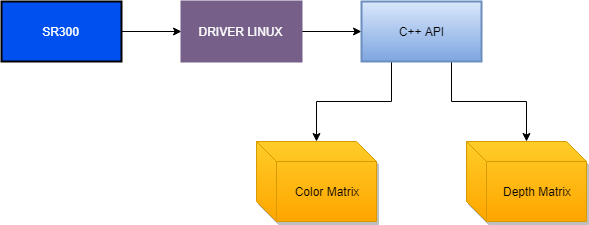 SR300
DRIVER LINUX
C++ API
Color Matrix
Depth Matrix